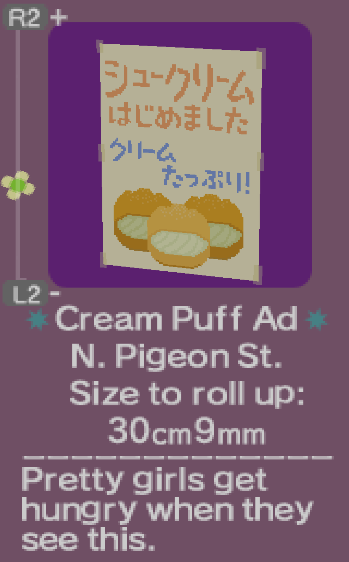 R2 +
シュークリーム
はじめました
クリーム
たっぷり!
L2 -
Cream Puff Ad
N. Pigeon St.
Size to roll up:
30cm9mm
Pretty girls get
hungry when they
see this.